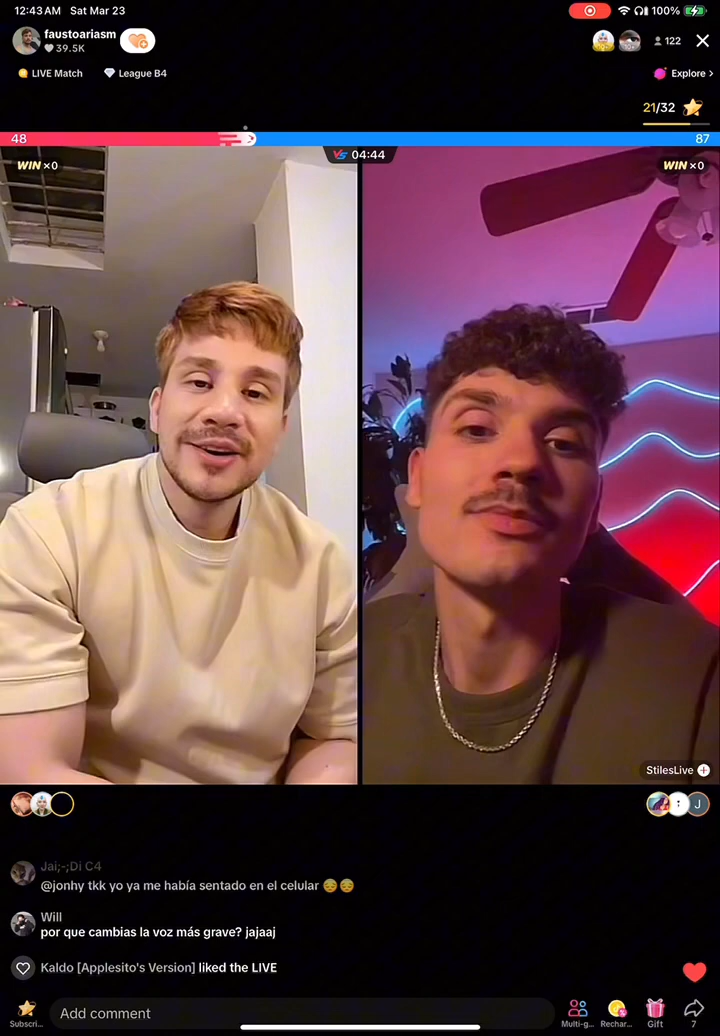 12:43 AM Sat Mar 23
100%
faustoariasm
39.5K
122
LIVE Match
League B4
Explore
21/32
48
87
WIN ×0
VS 04:44
WIN ×0
StilesLive
J
Jai;-;Di C4
@jonhy tkk yo ya me había sentado en el celular 😔😔
Will
por que cambias la voz más grave? jajaaj
Kaldo [Applesito's Version] liked the LIVE
Add comment
Subscri...
Multi-g...
Rechar...
Gift
7